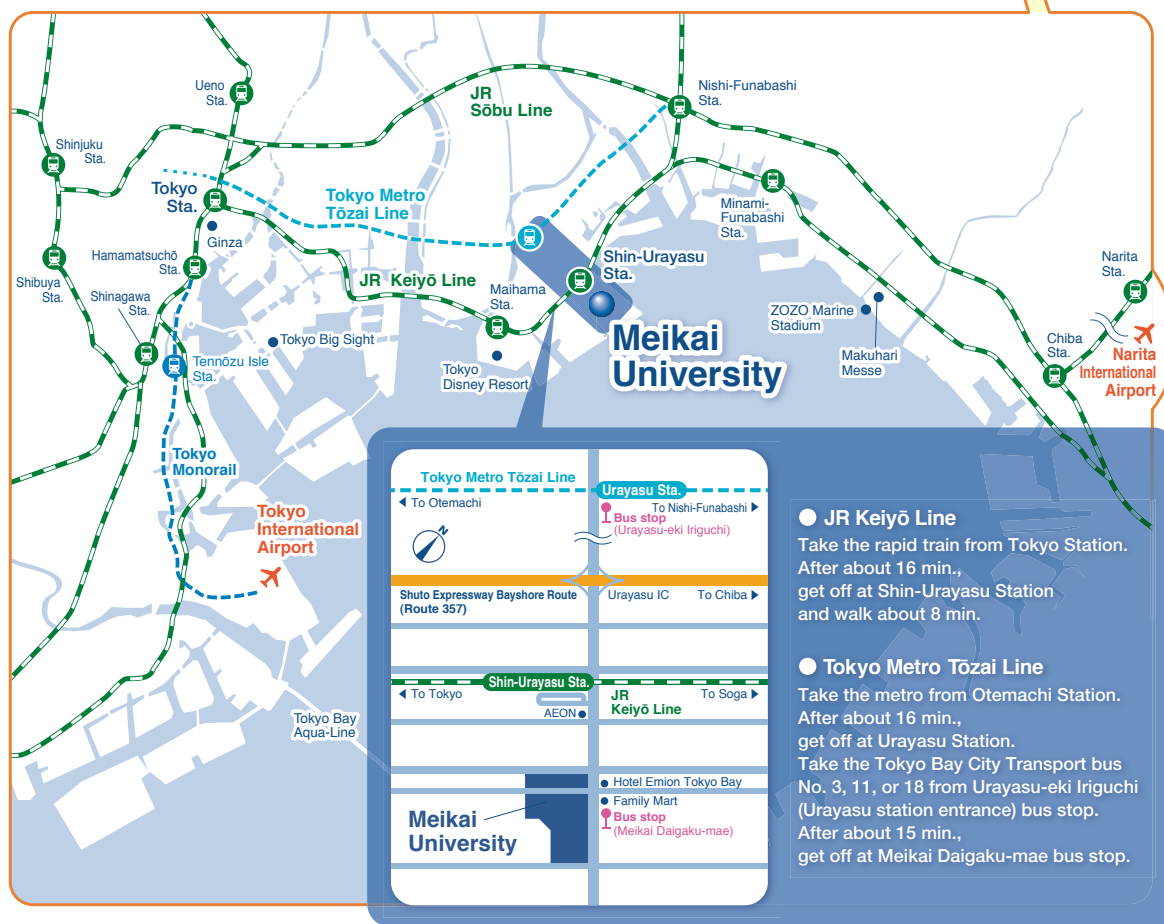 Ueno
Sta.
JR
Sōbu Line
Nishi-Funabashi
Sta.
Shinjuku
Sta.
Tokyo
Sta.
Tokyo Metro
Tōzai Line
Minami-
Funabashi
Sta.
Ginza
Hamamatsuchō
Sta.
Shibuya
Sta.
Shinagawa
Sta.
JR Keiyō Line
Maihama
Sta.
Shin-Urayasu
Sta.
Narita
Sta.
ZOZO Marine
Stadium
Meikai
University
Tokyo Big Sight
Tennōzu Isle
Sta.
Tokyo
Disney Resort
Makuhari
Messe
Chiba
Sta.
Narita
International
Airport
Tokyo
Monorail
Tokyo
International
Airport
Tokyo Bay
Aqua-Line
Tokyo Metro Tōzai Line
Urayasu Sta.
◀ To Otemachi
To Nishi-Funabashi ▶
Bus stop
(Urayasu-eki Iriguchi)
N
Shuto Expressway Bayshore Route
(Route 357)
Urayasu IC
To Chiba ▶
Shin-Urayasu Sta.
◀ To Tokyo
JR
Keiyō Line
To Soga ▶
AEON
Hotel Emion Tokyo Bay
Family Mart
Bus stop
(Meikai Daigaku-mae)
Meikai
University
● JR Keiyō Line
Take the rapid train from Tokyo Station.
After about 16 min.,
get off at Shin-Urayasu Station
and walk about 8 min.
● Tokyo Metro Tōzai Line
Take the metro from Otemachi Station.
After about 16 min.,
get off at Urayasu Station.
Take the Tokyo Bay City Transport bus
No. 3, 11, or 18 from Urayasu-eki Iriguchi
(Urayasu station entrance) bus stop.
After about 15 min.,
get off at Meikai Daigaku-mae bus stop.